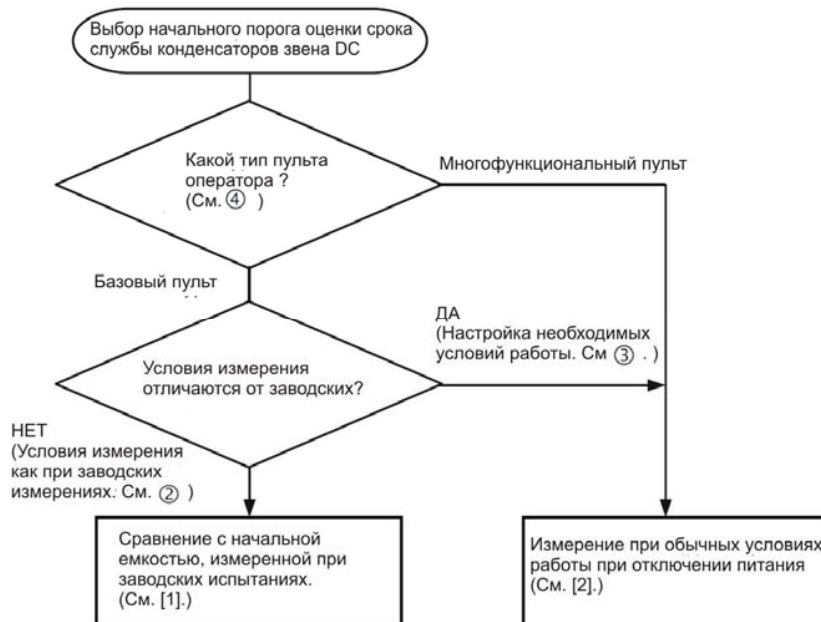 Выбор начального порога оценки срока
службы конденсаторов звена DC
Какой тип пульта
оператора ?
(См. ④ )
Многофункциональный пульт
Базовый пульт
ДА
(Настройка необходимых
условий работы. См ③ . )
Условия измерения
отличаются от заводских?
НЕТ
(Условия измерения
как при заводских
измерениях. См. ② )
Сравнение с начальной
емкостью, измеренной при
заводских испытаниях.
(См. [1].)
Измерение при обычных условиях
работы при отключении питания
(См. [2].)